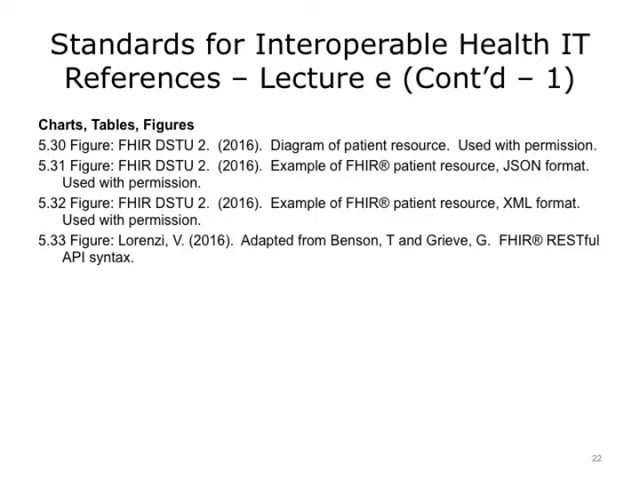 Standards for Interoperable Health IT
References – Lecture e (Cont’d – 1)
Charts, Tables, Figures
5.30 Figure: FHIR DSTU 2. (2016). Diagram of patient resource. Used with permission.
5.31 Figure: FHIR DSTU 2. (2016). Example of FHIR® patient resource, JSON format.
Used with permission.
5.32 Figure: FHIR DSTU 2. (2016). Example of FHIR® patient resource, XML format.
Used with permission.
5.33 Figure: Lorenzi, V. (2016). Adapted from Benson, T and Grieve, G. FHIR® RESTful
API syntax.
22